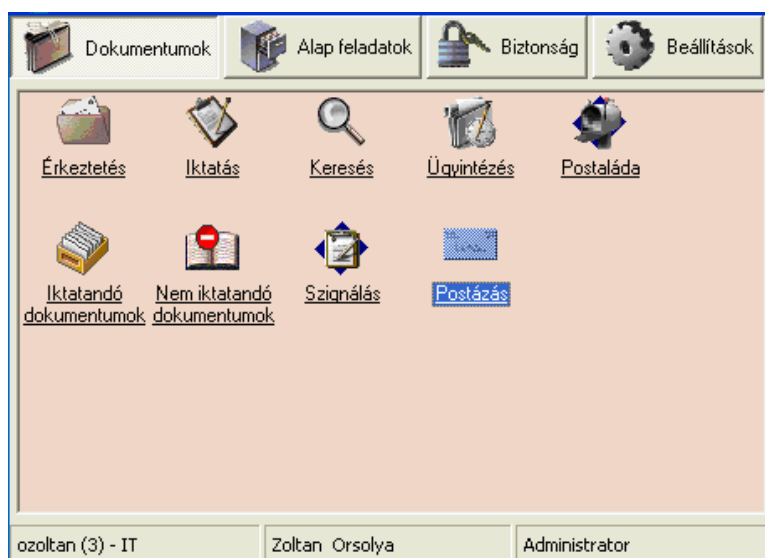 Dokumentumok Alap feladatok Biztonság Beállítások
Érkeztetés Iktatás Keresés Ügyintézés Postaláda
Iktatandó Nem iktatandó Szignálás Postázás
dokumentumok dokumentumok
ozoltan (3) - IT Zoltan Orsolya Administrator